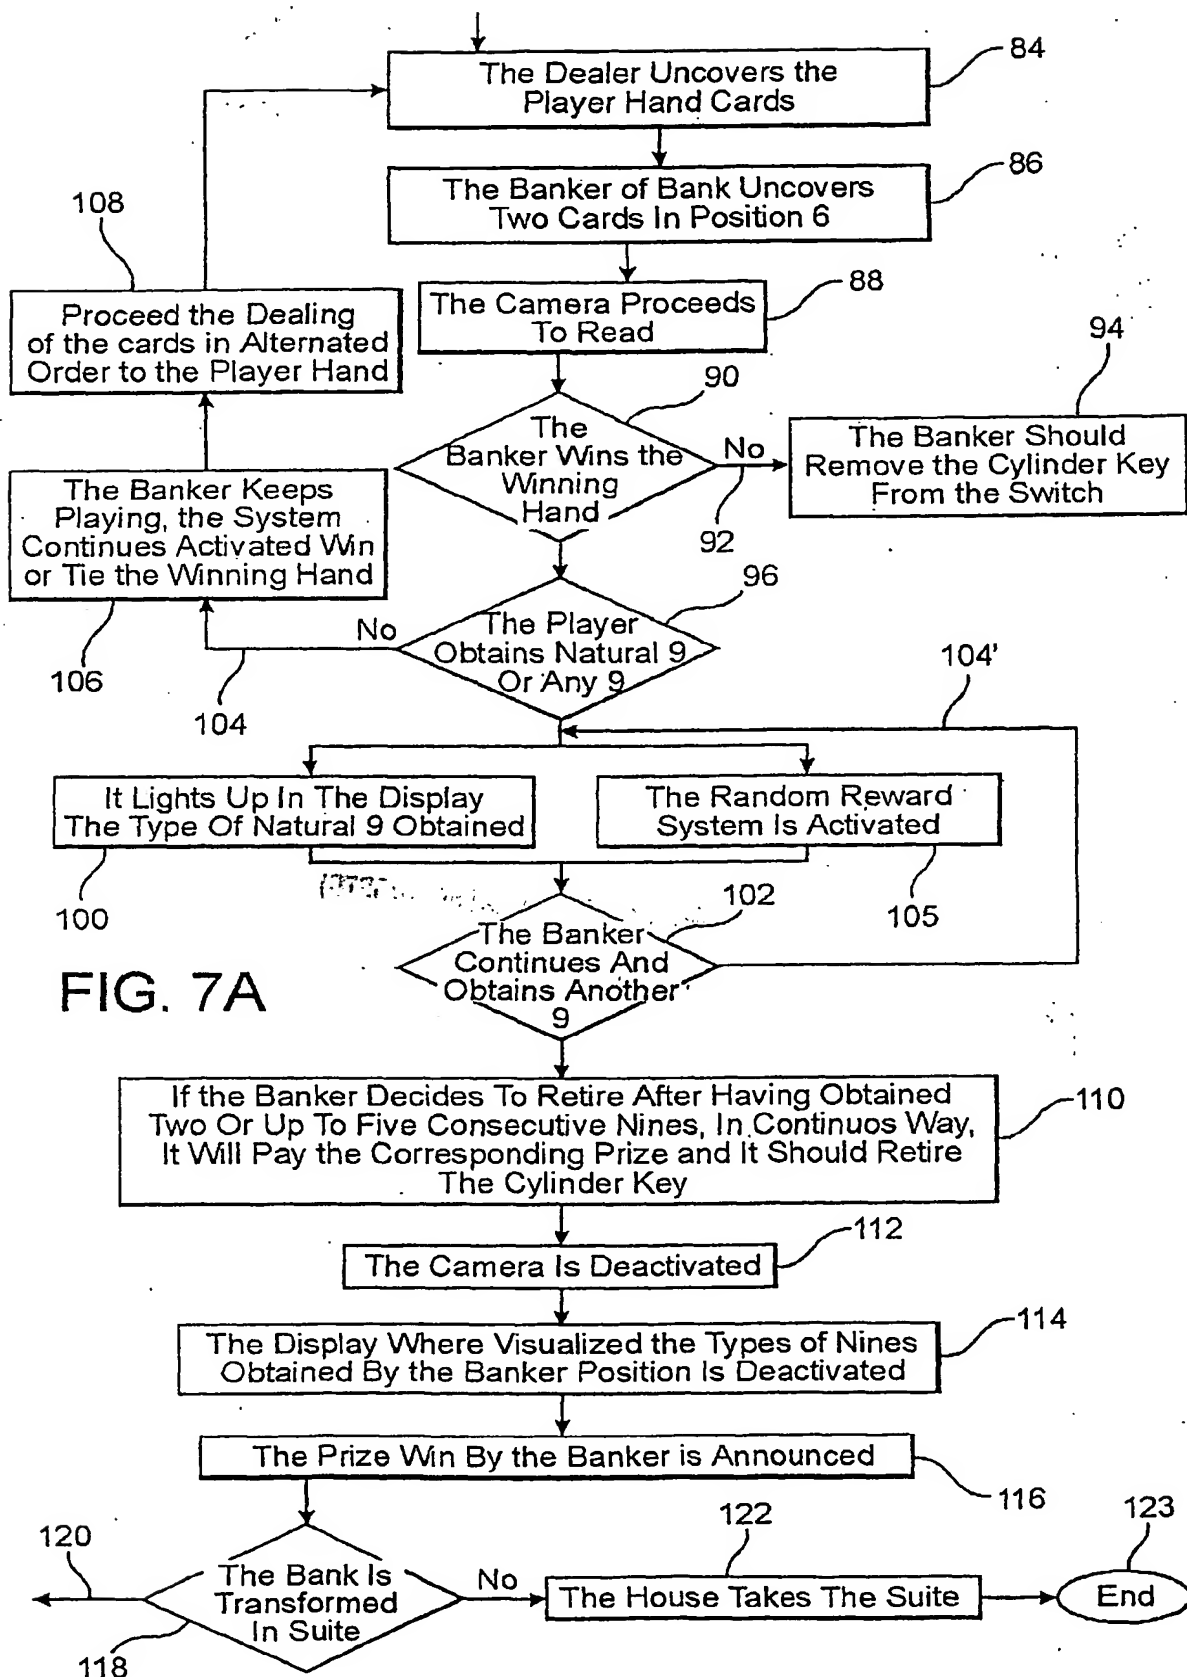 84
The Dealer Uncovers the
Player Hand Cards
86
The Banker of Bank Uncovers
Two Cards In Position 6
108
88
The Camera Proceeds
To Read
Proceed the Dealing
of the cards in Alternated
Order to the Player Hand
94
90
The
Banker Wins the
Winning
Hand
No
92
The Banker Should
Remove the Cylinder Key
From the Switch
The Banker Keeps
Playing, the System
Continues Activated Win
or Tie the Winning Hand
106
96
No
The Player
Obtains Natural 9
Or Any 9
104
104'
It Lights Up In The Display
The Type Of Natural 9 Obtained
The Random Reward
System Is Activated
100
105
102
The Banker
Continues And
Obtains Another
9
FIG. 7A
If the Banker Decides To Retire After Having Obtained
Two Or Up To Five Consecutive Nines, In Continuos Way,
It Will Pay the Corresponding Prize and It Should Retire
The Cylinder Key
110
112
The Camera Is Deactivated
114
The Display Where Visualized the Types of Nines
Obtained By the Banker Position Is Deactivated
The Prize Win By the Banker is Announced
116
120
122
123
The Bank Is
Transformed
In Suite
No
The House Takes The Suite
End
118